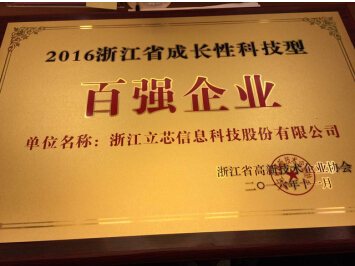 2016浙江省成长性科技型
百强企业
单位名称：浙江立芯信息科技股份有限公司
浙江省高新技术企业协会
二〇一六年十一月